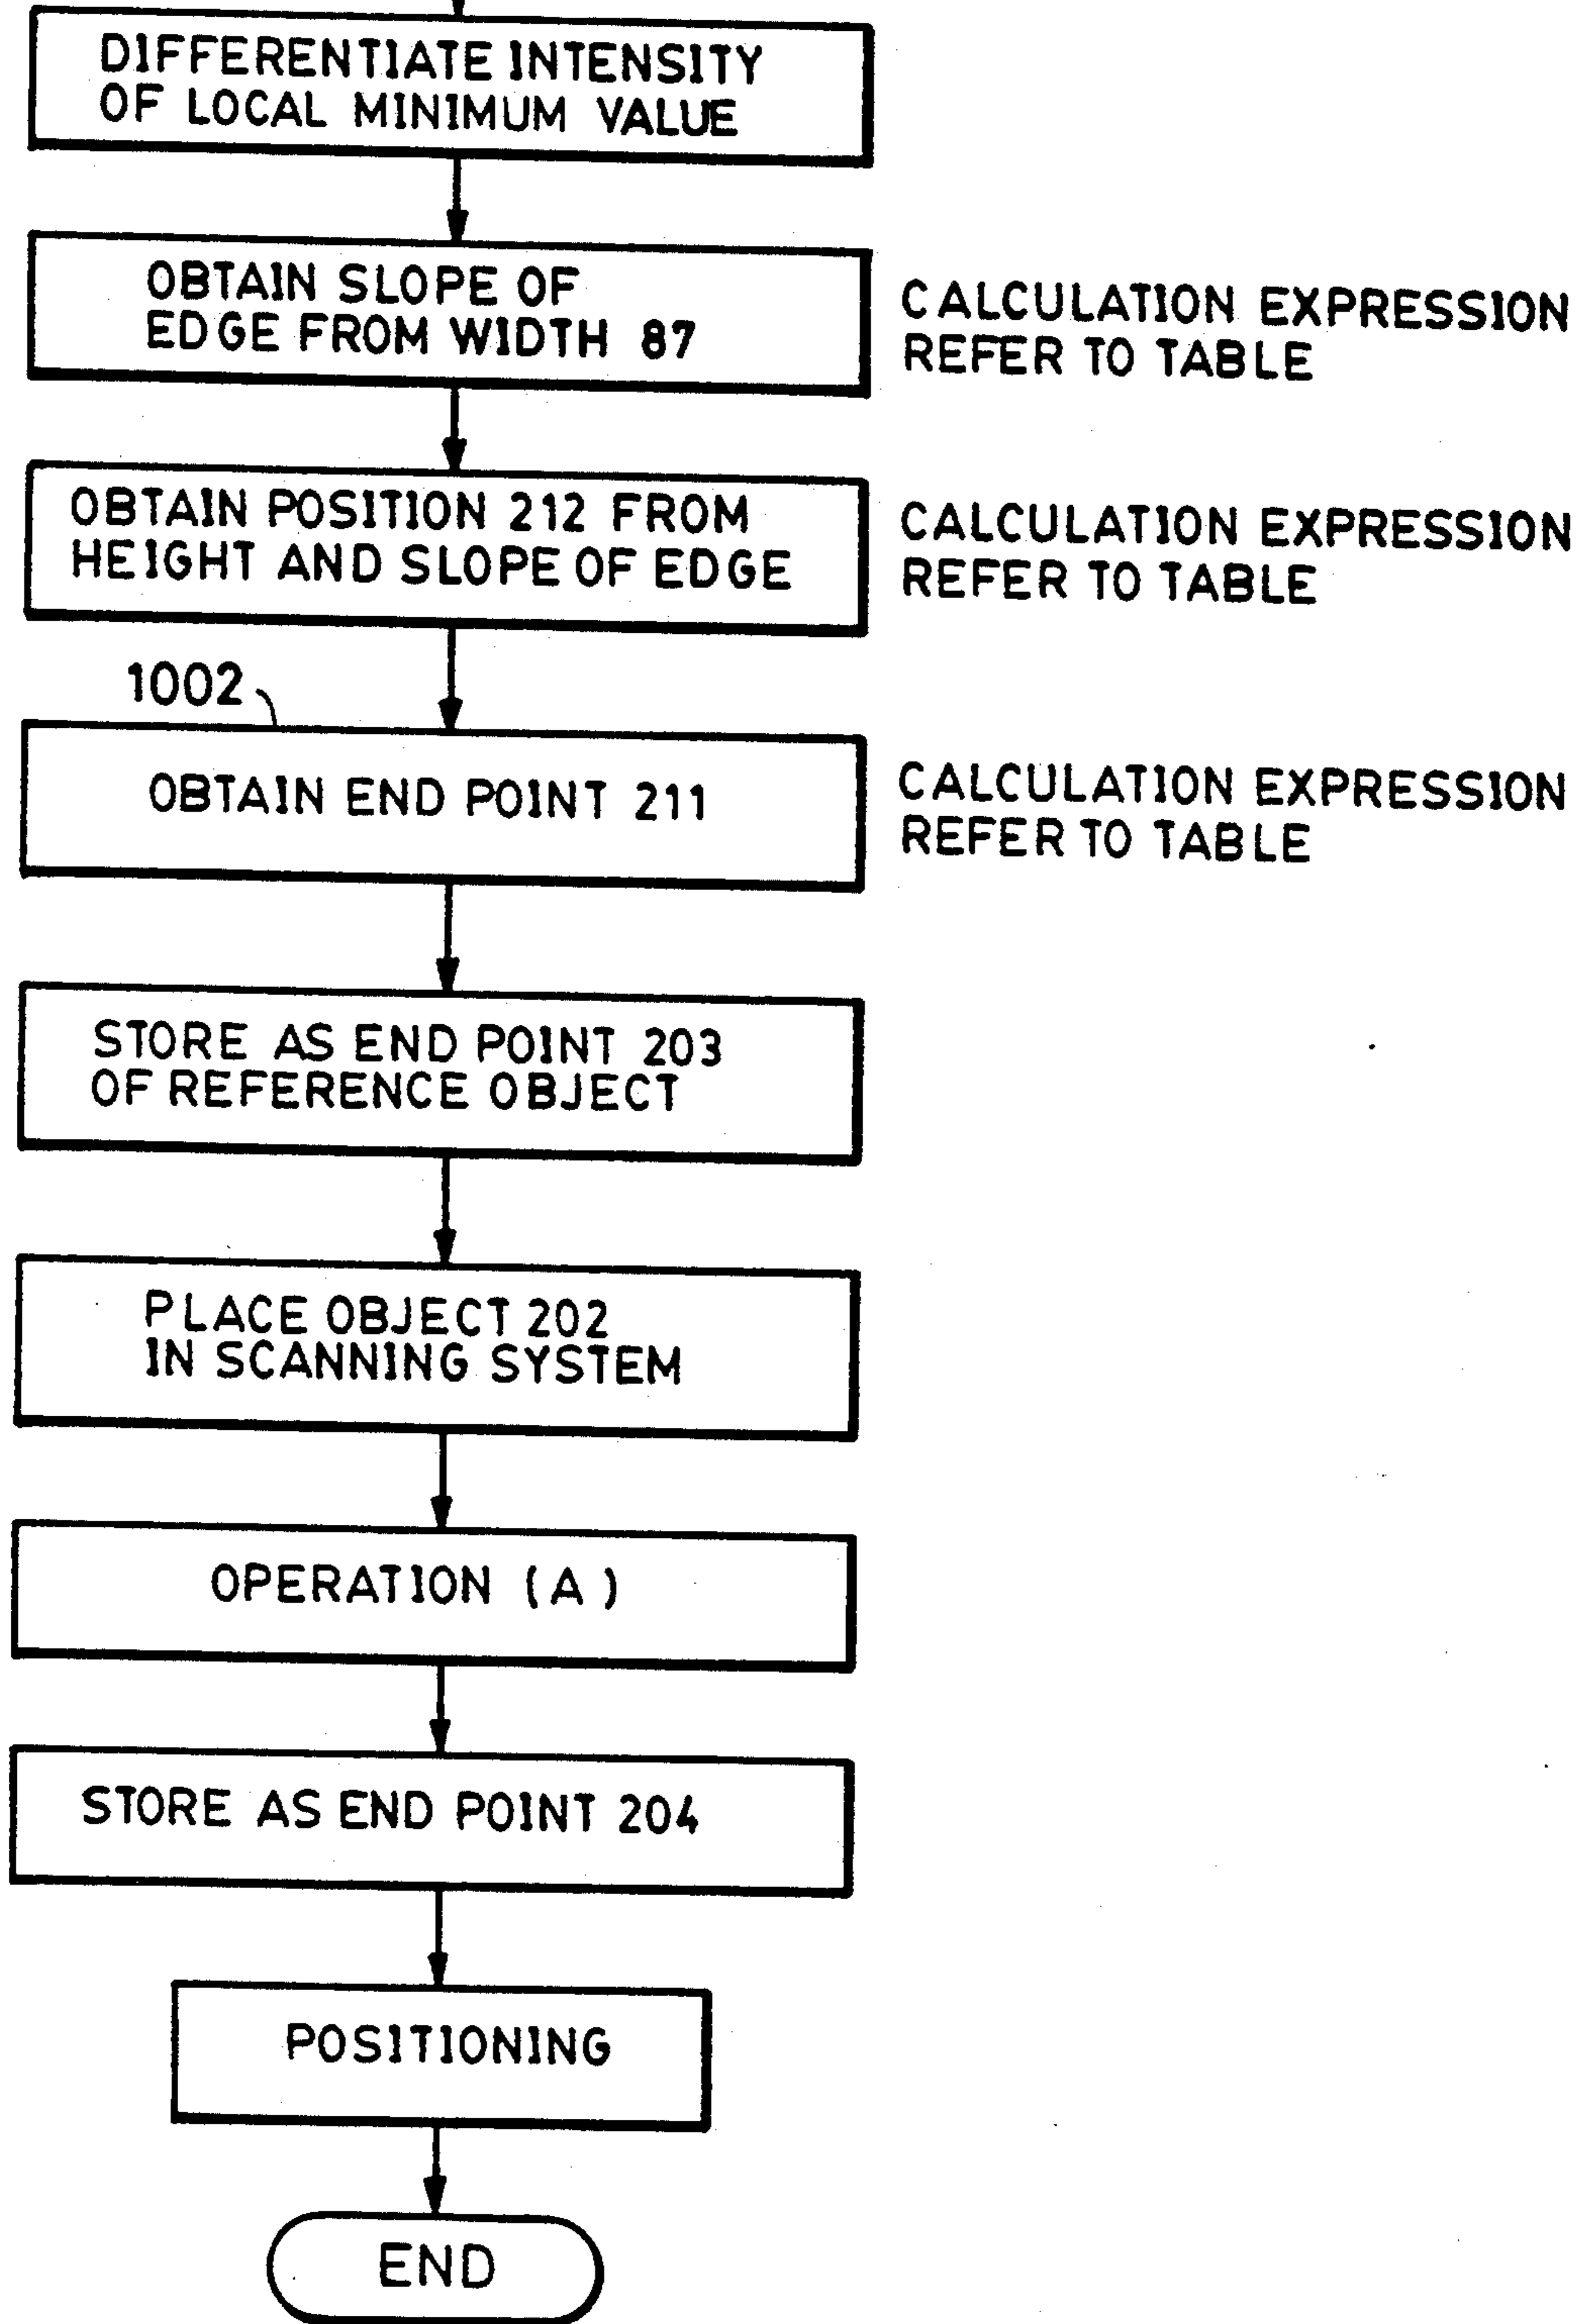 DIFFERENTIATE INTENSITY
OF LOCAL MINIMUM VALUE
OBTAIN SLOPE OF
EDGE FROM WIDTH 87
CALCULATION EXPRESSION
REFER TO TABLE
OBTAIN POSITION 212 FROM
HEIGHT AND SLOPE OF EDGE
CALCULATION EXPRESSION
REFER TO TABLE
1002
OBTAIN END POINT 211
CALCULATION EXPRESSION
REFER TO TABLE
STORE AS END POINT 203
OF REFERENCE OBJECT
PLACE OBJECT 202
IN SCANNING SYSTEM
OPERATION (A)
STORE AS END POINT 204
POSITIONING
END